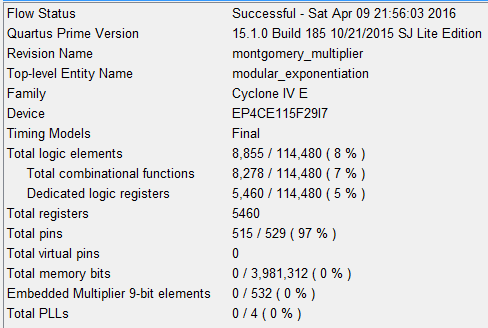 Flow Status Successful - Sat Apr 09 21:56:03 2016
Quartus Prime Version 15.1.0 Build 185 10/21/2015 SJ Lite Edition
Revision Name montgomery_multiplier
Top-level Entity Name modular_exponentiation
Family Cyclone IV E
Device EP4CE115F29I7
Timing Models Final
Total logic elements 8,855 / 114,480 ( 8 % )
Total combinational functions 8,278 / 114,480 ( 7 % )
Dedicated logic registers 5,460 / 114,480 ( 5 % )
Total registers 5460
Total pins 515 / 529 ( 97 % )
Total virtual pins 0
Total memory bits 0 / 3,981,312 ( 0 % )
Embedded Multiplier 9-bit elements 0 / 532 ( 0 % )
Total PLLs 0 / 4 ( 0 % )